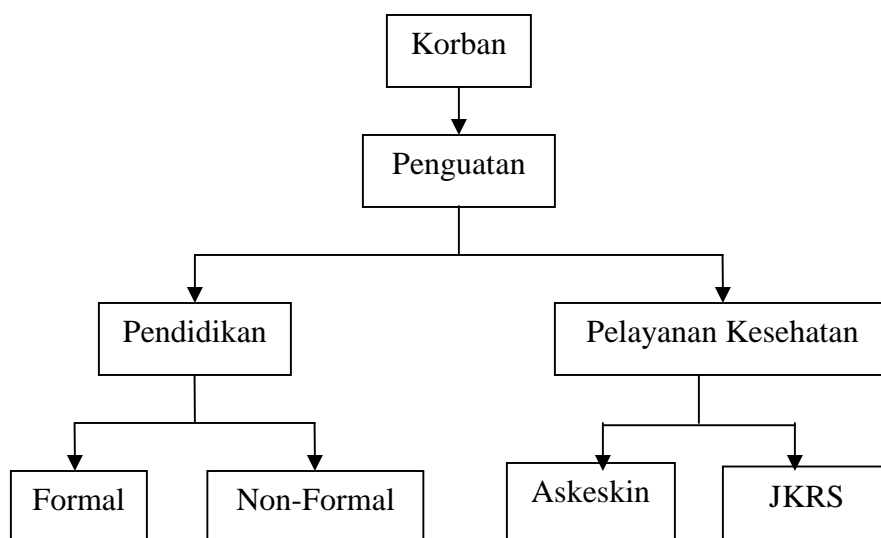 Korban
Penguatan
Pendidikan
Pelayanan Kesehatan
Formal
Non-Formal
Askeskin
JKRS